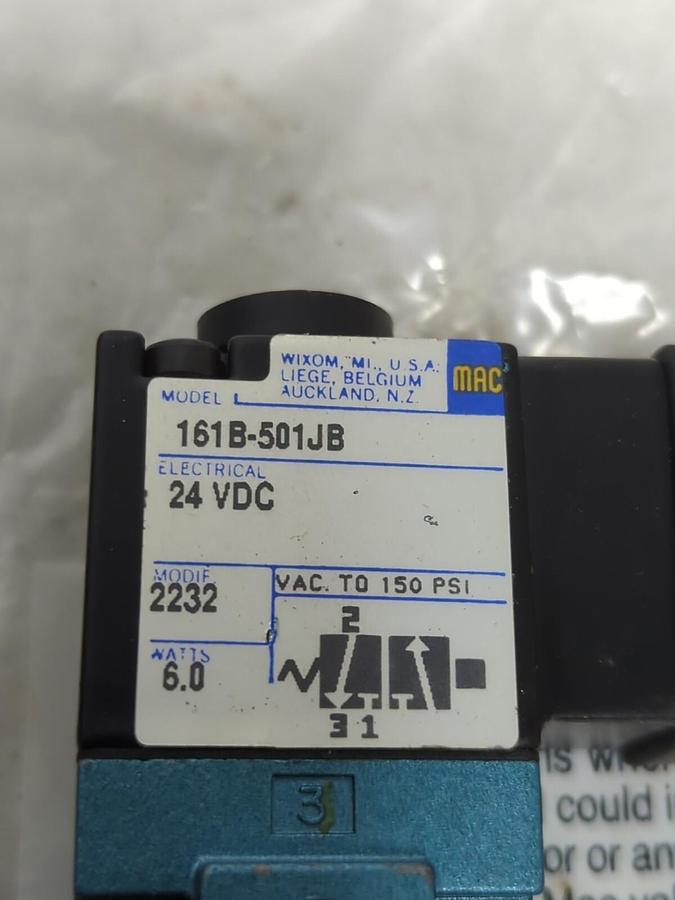 WIXOM, MI., U.S.A.
LIEGE, BELGIUM
AUCKLAND, N.Z.
MAC
MODEL
161B-501JB
ELECTRICAL
24 VDC
MODIF.
2232
VAC. TO 150 PSI
WATTS
6.0
2
3 1
3
is
could
or or an